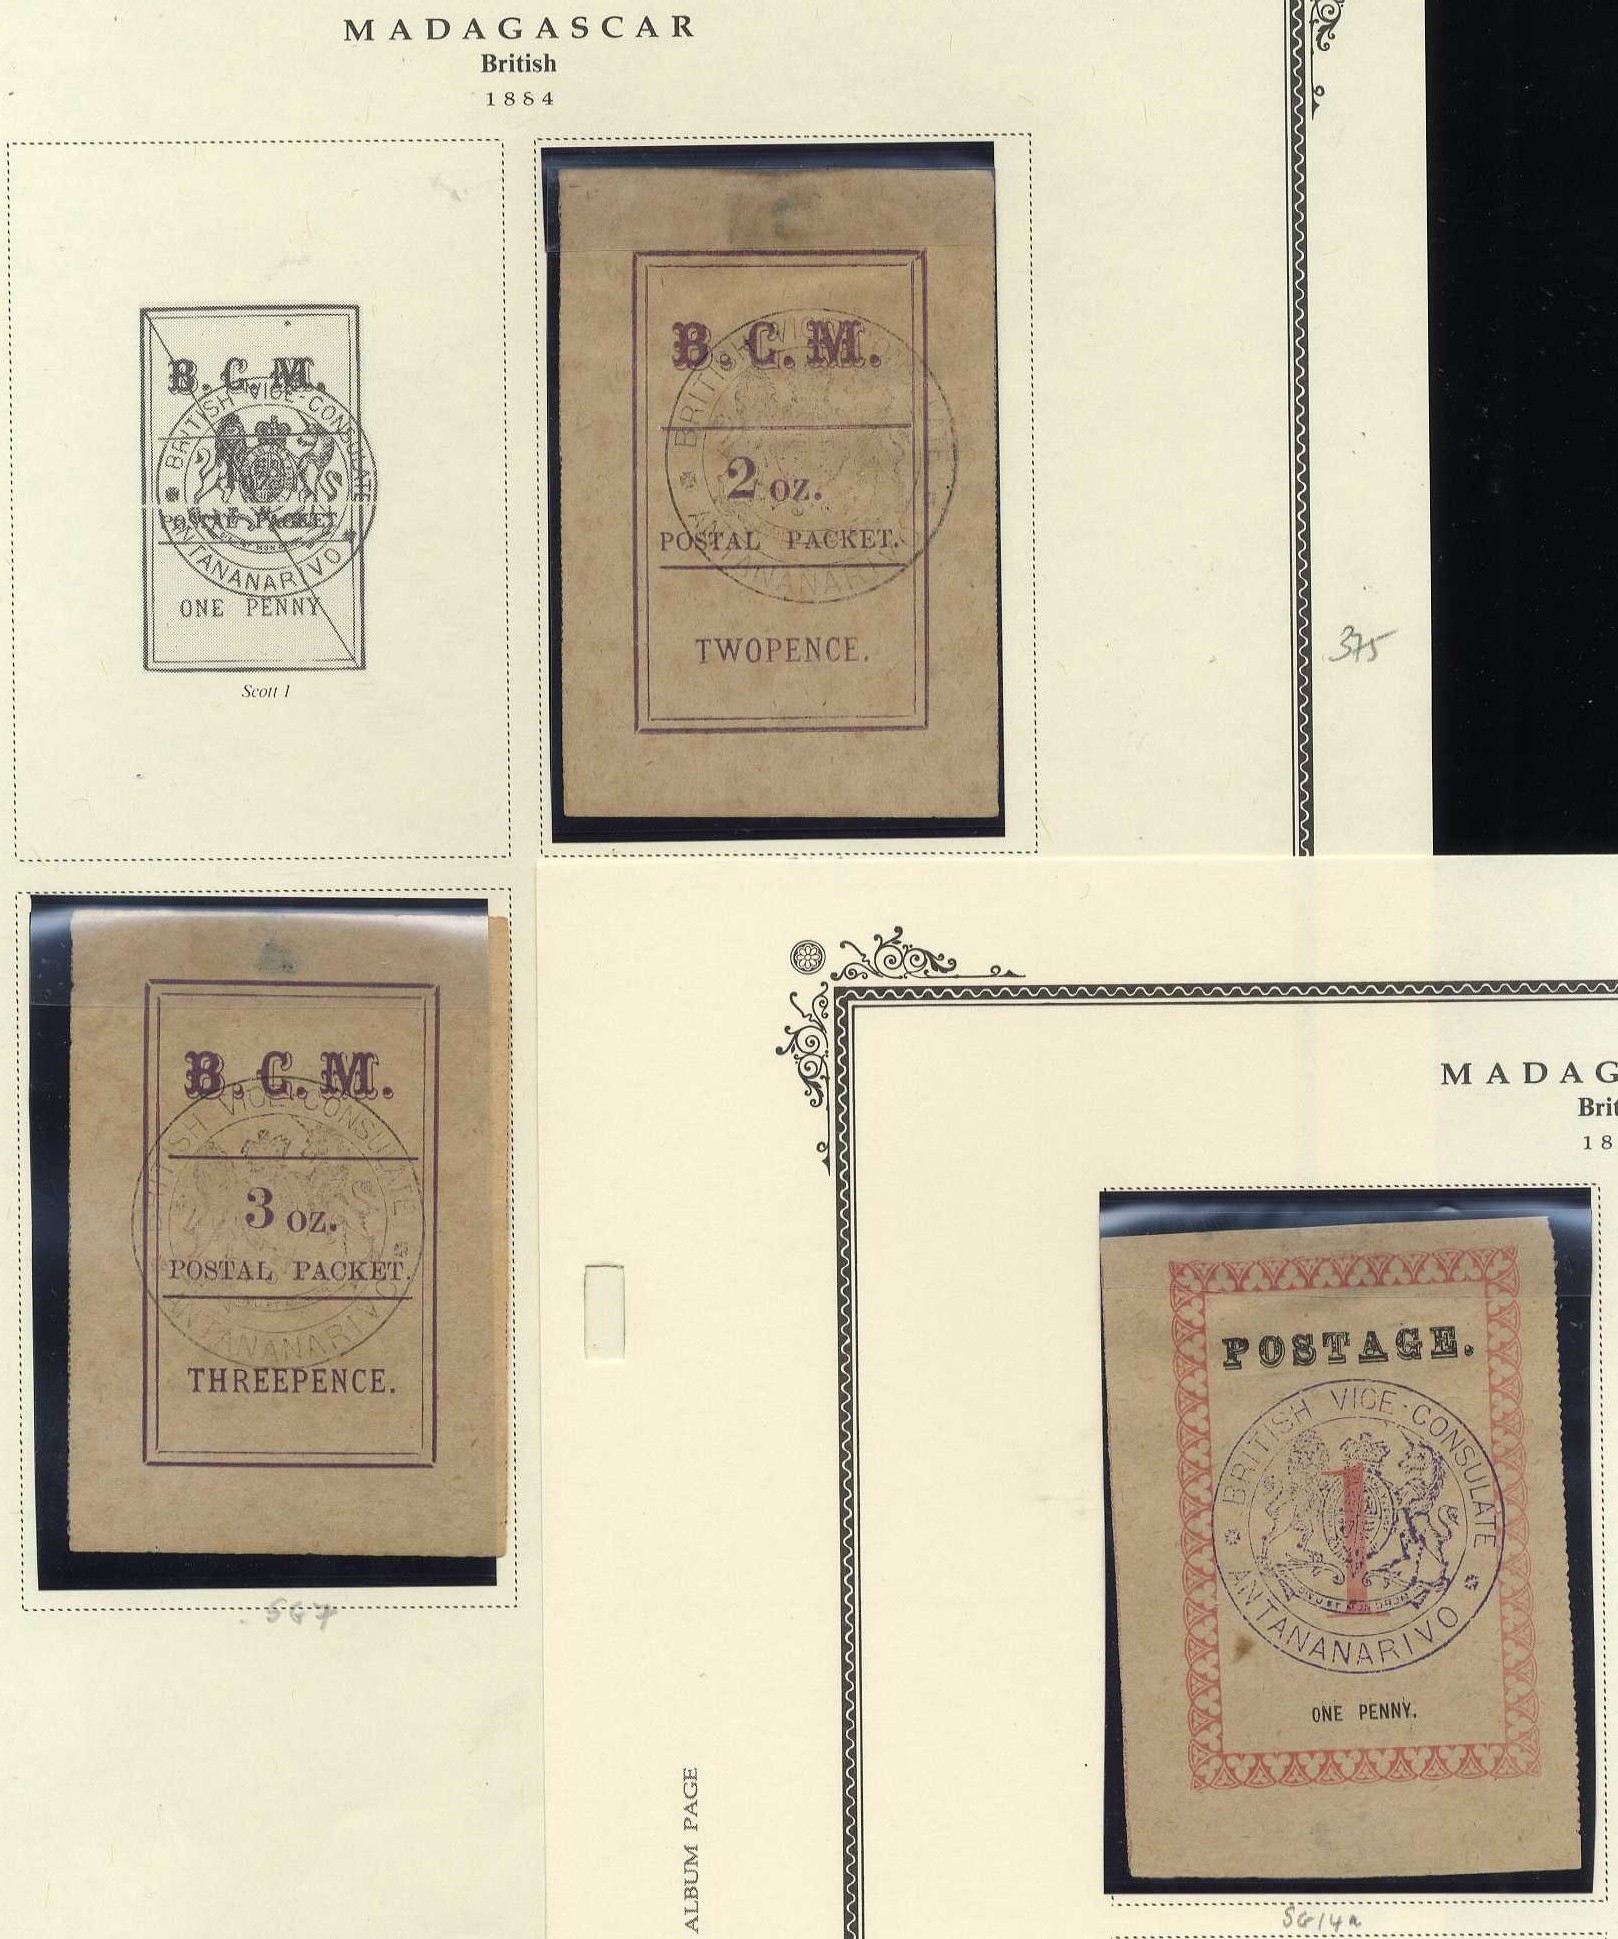 MADAGASCAR
British
1884
B.C.M.
BRITISH VICE-CONSULATE
POSTAL PACKET
ANTANANARIVO
ONE PENNY
Scott 1
B.C.M.
BRITISH VICE-CONSULATE
2 oz.
POSTAL PACKET.
ANTANANARIVO
TWOPENCE.
375
B.C.M.
BRITISH VICE-CONSULATE
3 oz.
POSTAL PACKET.
ANTANANARIVO
THREEPENCE.
SG 7
MADAG
Brit
18
POSTAGE.
BRITISH VICE-CONSULATE
1
ANTANANARIVO
ONE PENNY.
SG14a
ALBUM PAGE